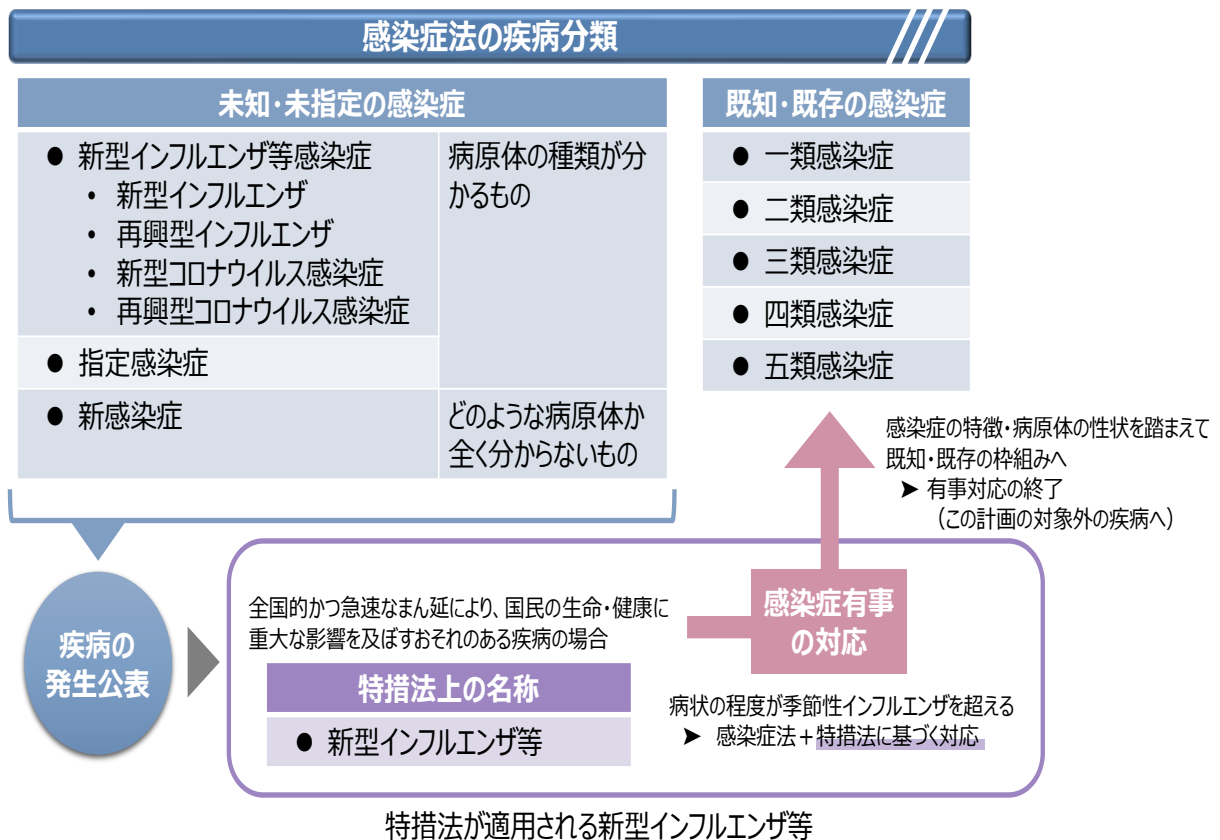 感染症法の疾病分類
未知・未指定の感染症
● 新型インフルエンザ等感染症
・ 新型インフルエンザ
・ 再興型インフルエンザ
・ 新型コロナウイルス感染症
・ 再興型コロナウイルス感染症
病原体の種類が分
かるもの
● 指定感染症
● 新感染症
どのような病原体か
全く分からないもの
既知・既存の感染症
● 一類感染症
● 二類感染症
● 三類感染症
● 四類感染症
● 五類感染症
感染症の特徴・病原体の性状を踏まえて
既知・既存の枠組みへ
➤ 有事対応の終了
（この計画の対象外の疾病へ）
疾病の
発生公表
全国的かつ急速なまん延により、国民の生命・健康に
重大な影響を及ぼすおそれのある疾病の場合
特措法上の名称
● 新型インフルエンザ等
感染症有事
の対応
病状の程度が季節性インフルエンザを超える
➤ 感染症法＋特措法に基づく対応
特措法が適用される新型インフルエンザ等